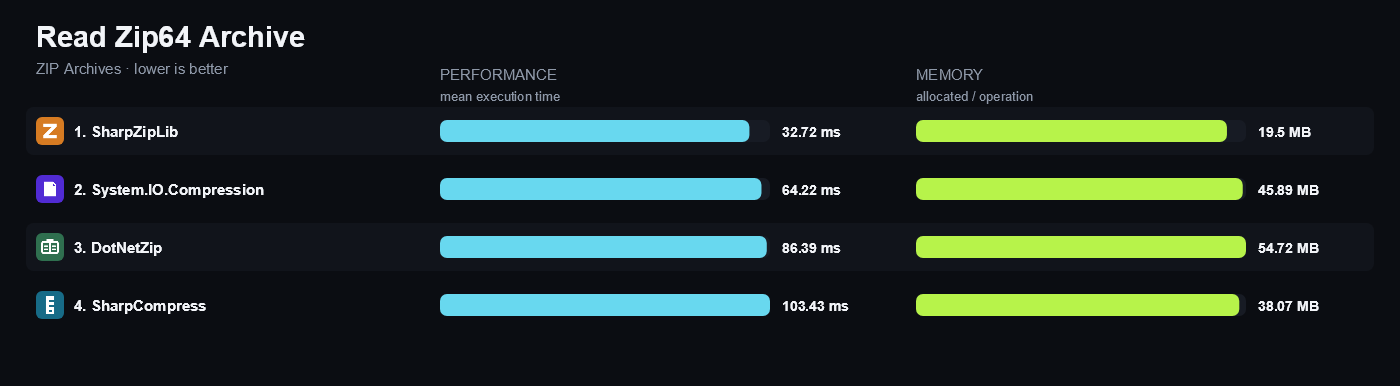 Read Zip64 Archive
ZIP Archives · lower is better
PERFORMANCE
mean execution time
MEMORY
allocated / operation
1. SharpZipLib 32.72 ms 19.5 MB
2. System.IO.Compression 64.22 ms 45.89 MB
3. DotNetZip 86.39 ms 54.72 MB
4. SharpCompress 103.43 ms 38.07 MB